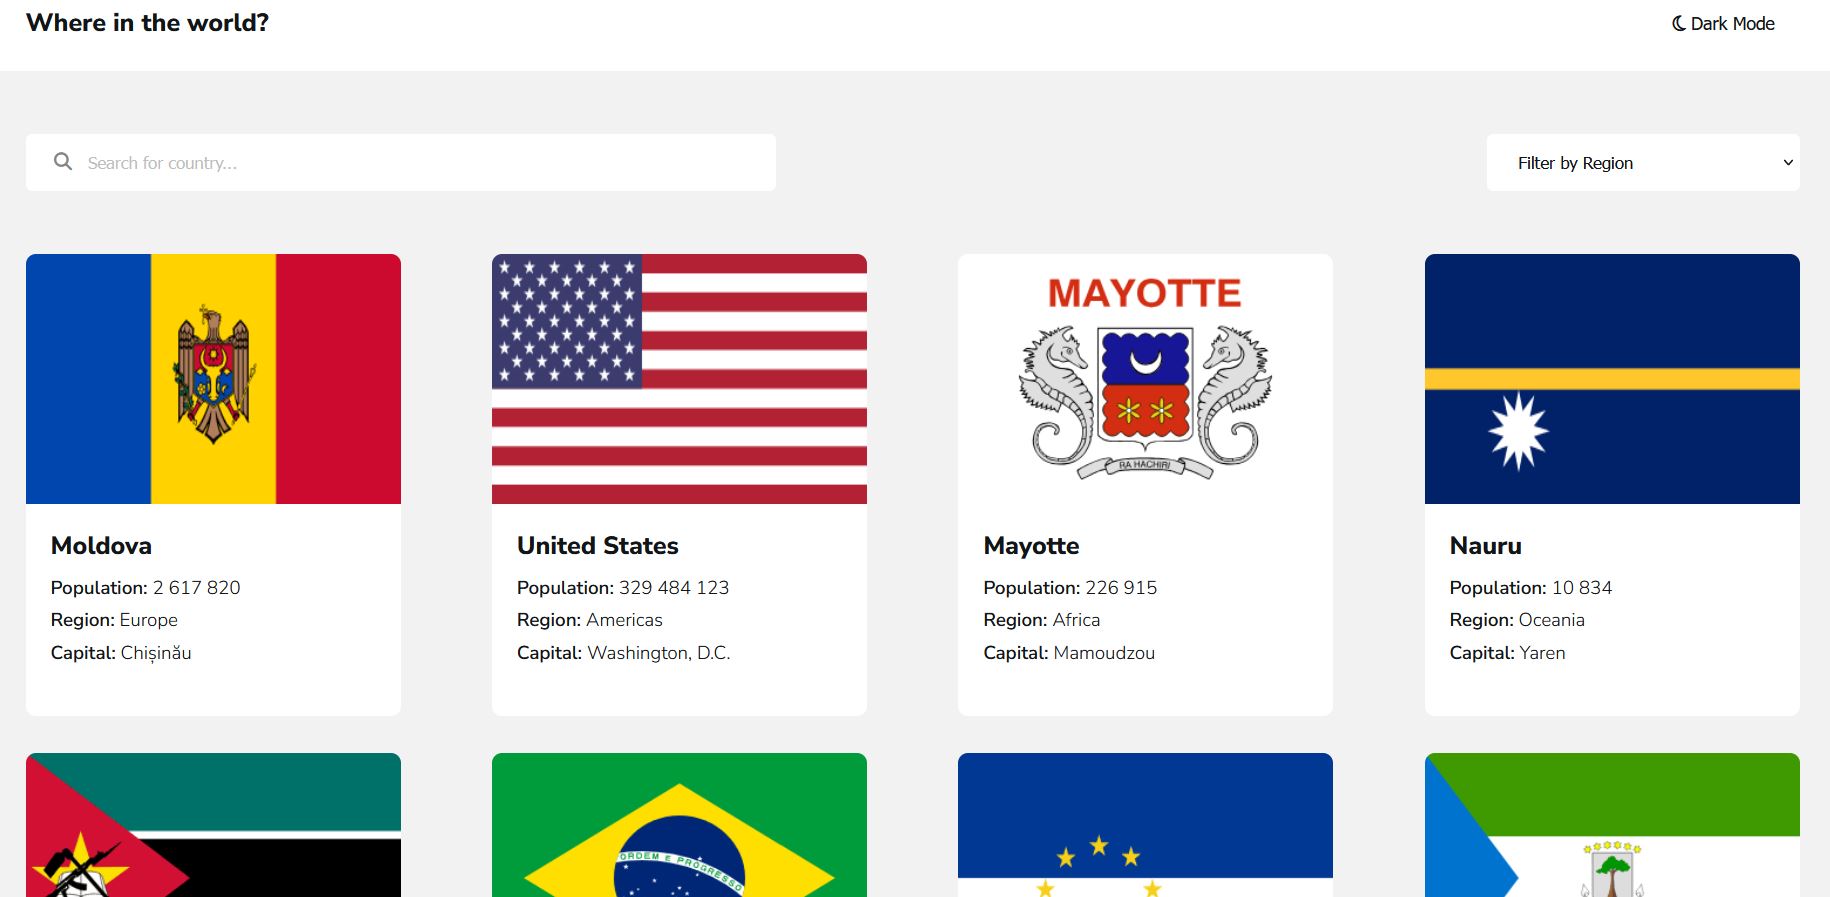 Where in the world?
Dark Mode
Search for country...
Filter by Region
MAYOTTE
RA HACHIRI
Moldova
Population: 2 617 820
Region: Europe
Capital: Chișinău
United States
Population: 329 484 123
Region: Americas
Capital: Washington, D.C.
Mayotte
Population: 226 915
Region: Africa
Capital: Mamoudzou
Nauru
Population: 10 834
Region: Oceania
Capital: Yaren
ORDEM E PROGRESSO